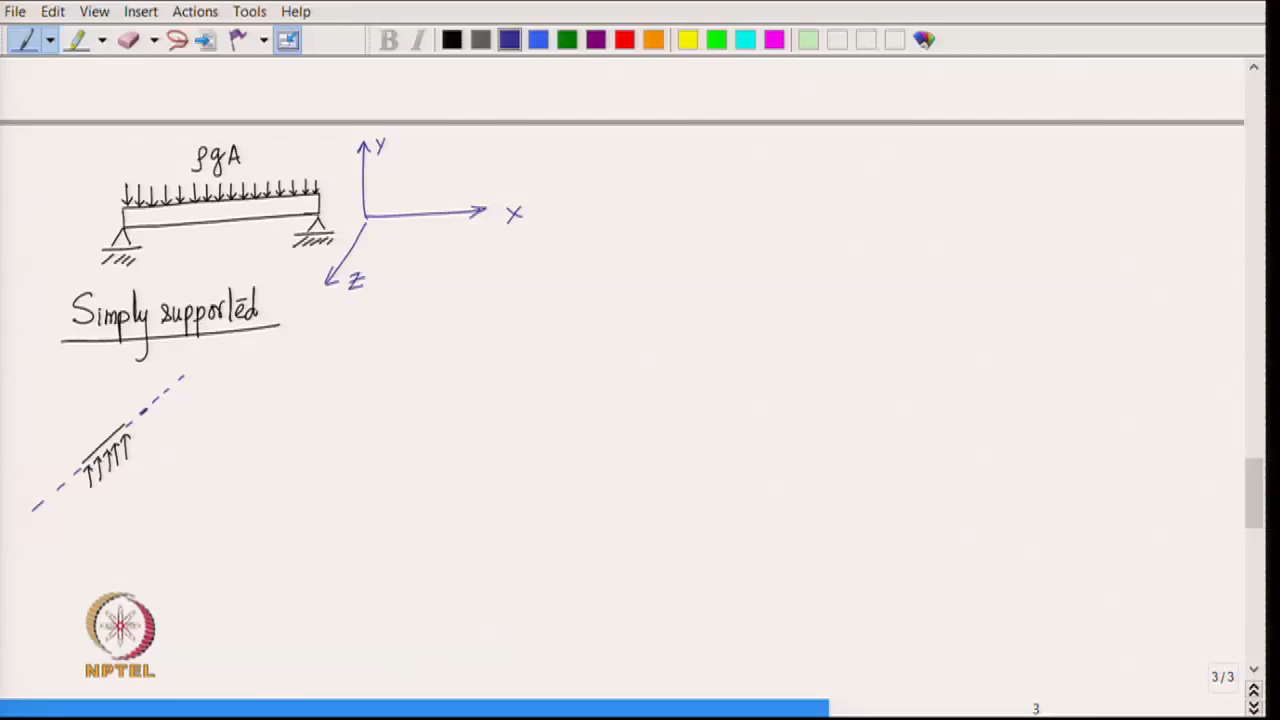 File Edit View Insert Actions Tools Help
B I
ρgA
Y
X
Z
Simply supported
NPTEL
3/3
3